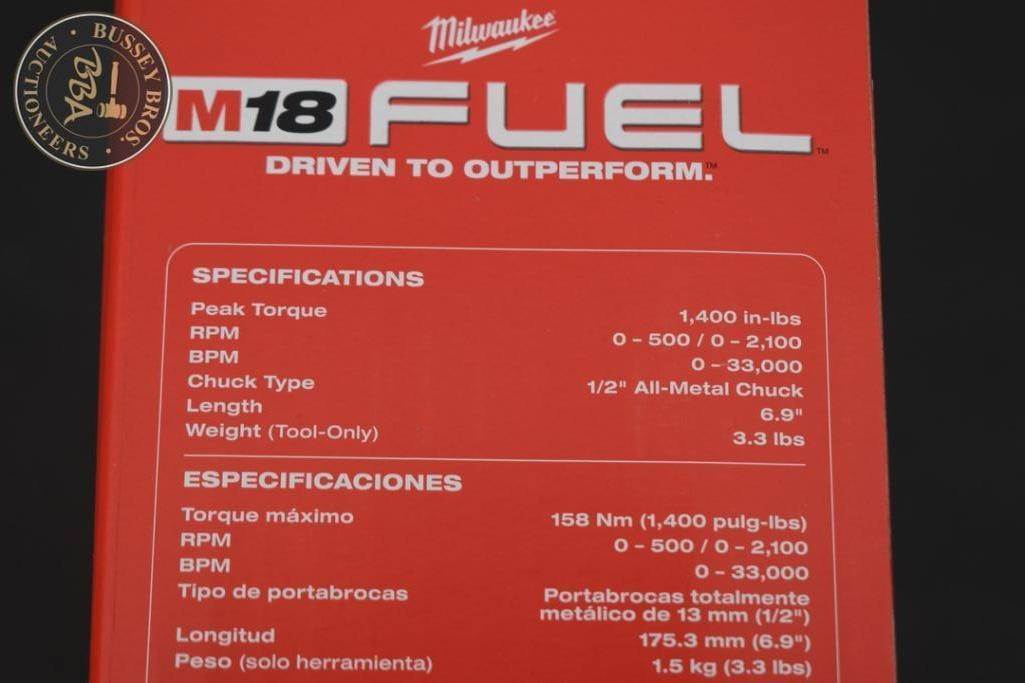 BUSSEY BROS.
AUCTIONEERS
BBA
Milwaukee
M18 FUEL™
DRIVEN TO OUTPERFORM.™
SPECIFICATIONS
Peak Torque 1,400 in-lbs
RPM 0 – 500 / 0 – 2,100
BPM 0 – 33,000
Chuck Type 1/2" All-Metal Chuck
Length 6.9"
Weight (Tool-Only) 3.3 lbs
ESPECIFICACIONES
Torque máximo 158 Nm (1,400 pulg-lbs)
RPM 0 – 500 / 0 – 2,100
BPM 0 – 33,000
Tipo de portabrocas Portabrocas totalmente
metálico de 13 mm (1/2")
Longitud 175.3 mm (6.9")
Peso (solo herramienta) 1.5 kg (3.3 lbs)